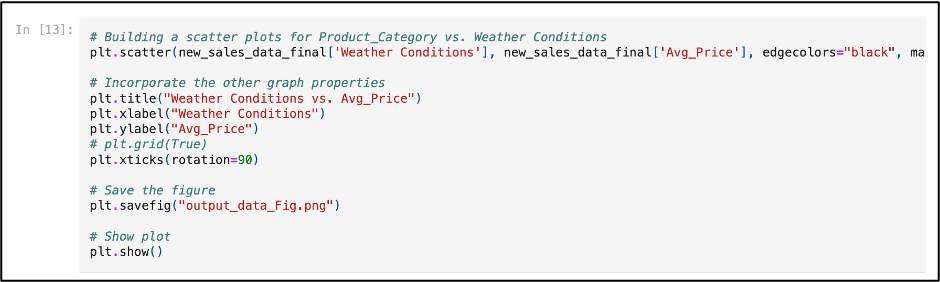 In [13]:
# Building a scatter plots for Product_Category vs. Weather Conditions
plt.scatter(new_sales_data_final['Weather Conditions'], new_sales_data_final['Avg_Price'], edgecolors="black", ma
# Incorporate the other graph properties
plt.title("Weather Conditions vs. Avg_Price")
plt.xlabel("Weather Conditions")
plt.ylabel("Avg_Price")
# plt.grid(True)
plt.xticks(rotation=90)
# Save the figure
plt.savefig("output_data_Fig.png")
# Show plot
plt.show()